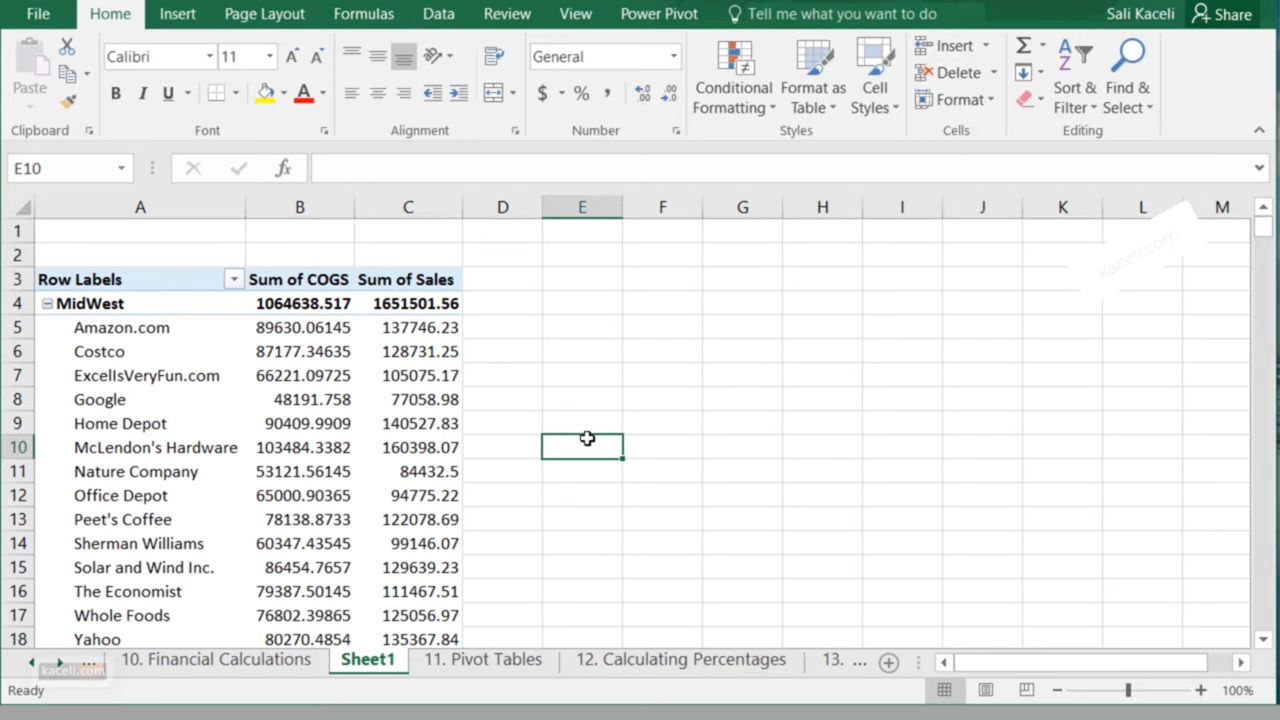 File Home Insert Page Layout Formulas Data Review View Power Pivot Tell me what you want to do Sali Kaceli Share
Calibri 11 General
Paste
B I U A $ % ,
Conditional Formatting Format as Table Cell Styles
Insert
Delete
Format
Sort & Filter Find & Select
Clipboard Font Alignment Number Styles Cells Editing
E10 fx
A B C D E F G H I J K L M
1
2
3 Row Labels Sum of COGS Sum of Sales
4 MidWest 1064638.517 1651501.56
5 Amazon.com 89630.06145 137746.23
6 Costco 87177.34635 128731.25
7 ExcelIsVeryFun.com 66221.09725 105075.17
8 Google 48191.758 77058.98
9 Home Depot 90409.9909 140527.83
10 McLendon's Hardware 103484.3382 160398.07
11 Nature Company 53121.56145 84432.5
12 Office Depot 65000.90365 94775.22
13 Peet's Coffee 78138.8733 122078.69
14 Sherman Williams 60347.43545 99146.07
15 Solar and Wind Inc. 86454.7657 129639.23
16 The Economist 79387.50145 111467.51
17 Whole Foods 76802.39865 125056.97
18 Yahoo 80270.4854 135367.84
kaceli.com
... 10. Financial Calculations Sheet1 11. Pivot Tables 12. Calculating Percentages 13. ...
kaceli.com
Ready 100%